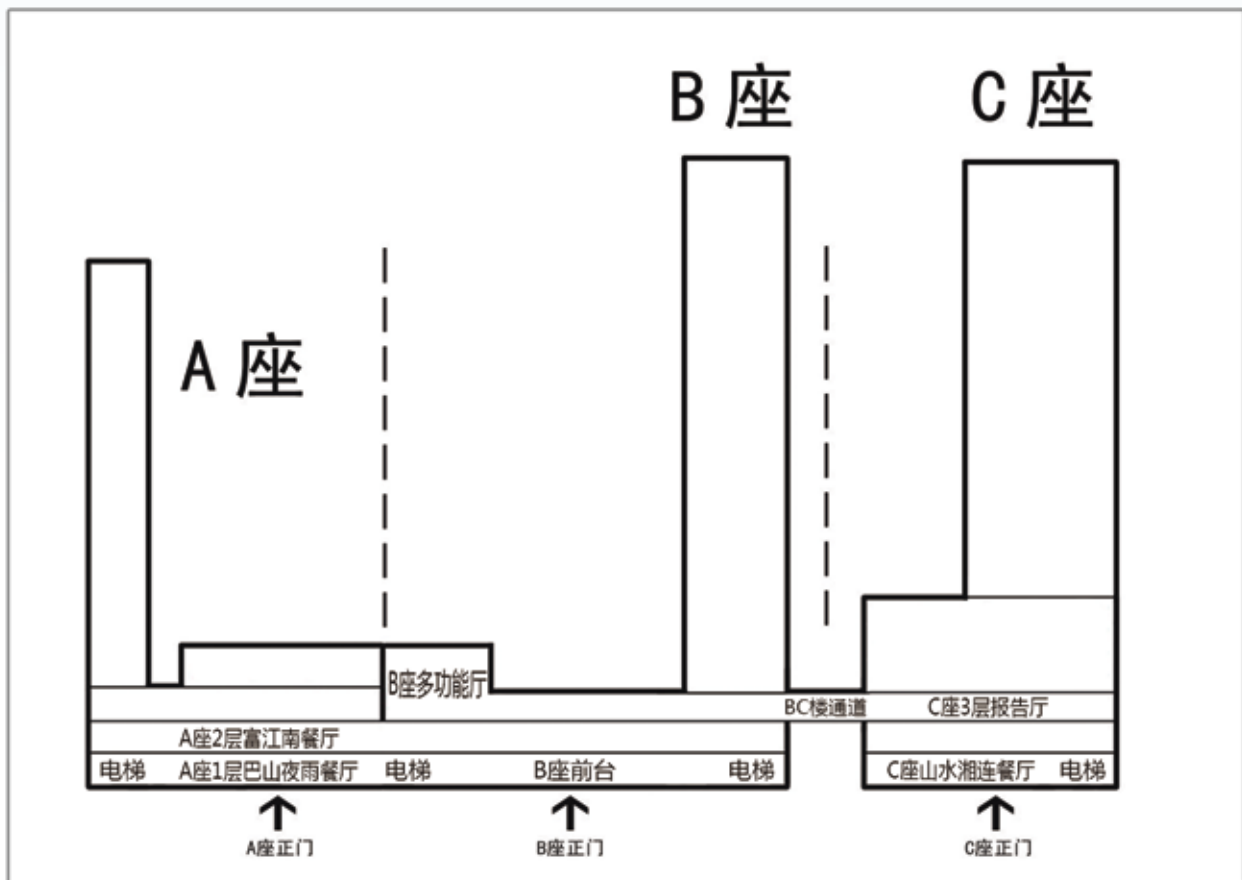 B座
C座
A座
B座多功能厅
BC楼通道
C座3层报告厅
A座2层富江南餐厅
电梯
A座1层巴山夜雨餐厅
电梯
B座前台
电梯
C座山水湘连餐厅
电梯
A座正门
B座正门
C座正门